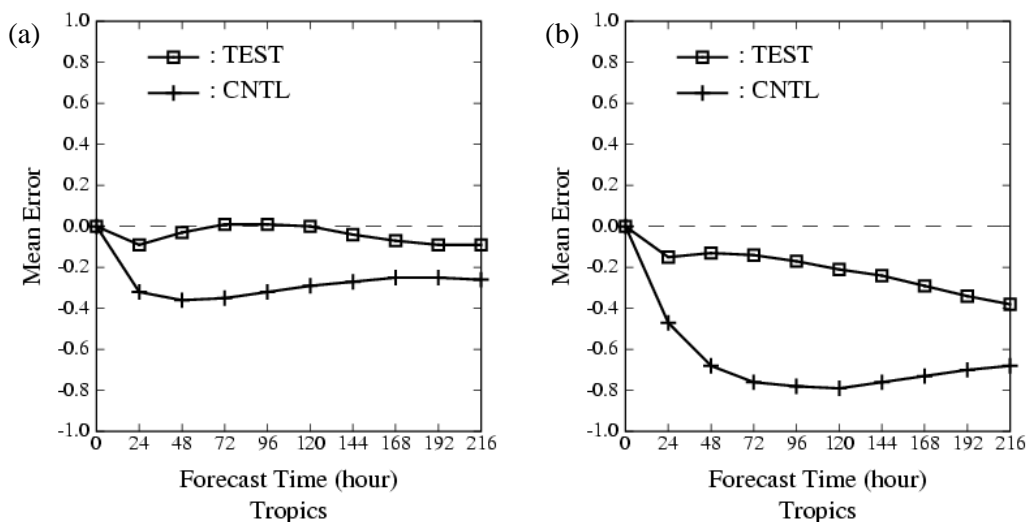 (a)
1.0
0.8
0.6
0.4
0.2
0.0
-0.2
-0.4
-0.6
-0.8
-1.0
Mean Error
: TEST
: CNTL
0 24 48 72 96 120 144 168 192 216
Forecast Time (hour)
Tropics
(b)
1.0
0.8
0.6
0.4
0.2
0.0
-0.2
-0.4
-0.6
-0.8
-1.0
Mean Error
: TEST
: CNTL
0 24 48 72 96 120 144 168 192 216
Forecast Time (hour)
Tropics